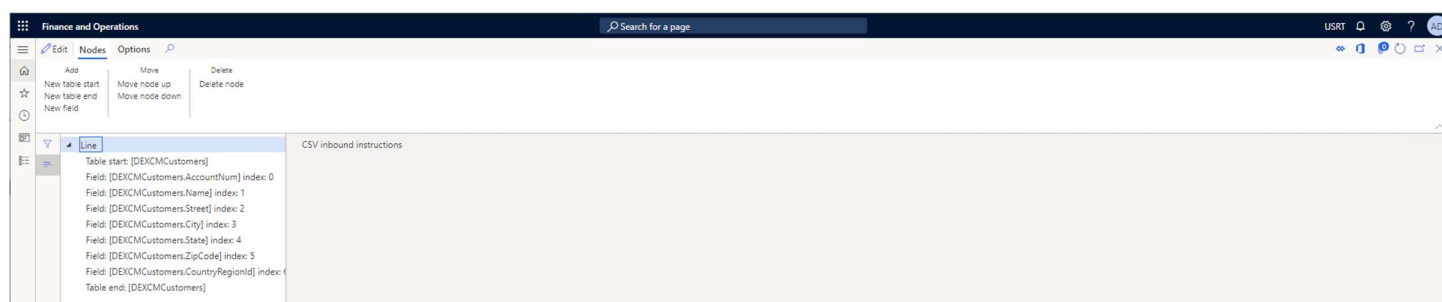 Finance and Operations
Search for a page
USRT
?
AD
Edit Nodes Options
0
Add Move Delete
New table start Move node up Delete node
New table end Move node down
New field
Line CSV inbound instructions
Table start: [DEXCMCustomers]
Field: [DEXCMCustomers.AccountNum] index: 0
Field: [DEXCMCustomers.Name] index: 1
Field: [DEXCMCustomers.Street] index: 2
Field: [DEXCMCustomers.City] index: 3
Field: [DEXCMCustomers.State] index: 4
Field: [DEXCMCustomers.ZipCode] index: 5
Field: [DEXCMCustomers.CountryRegionId] index:
Table end: [DEXCMCustomers]